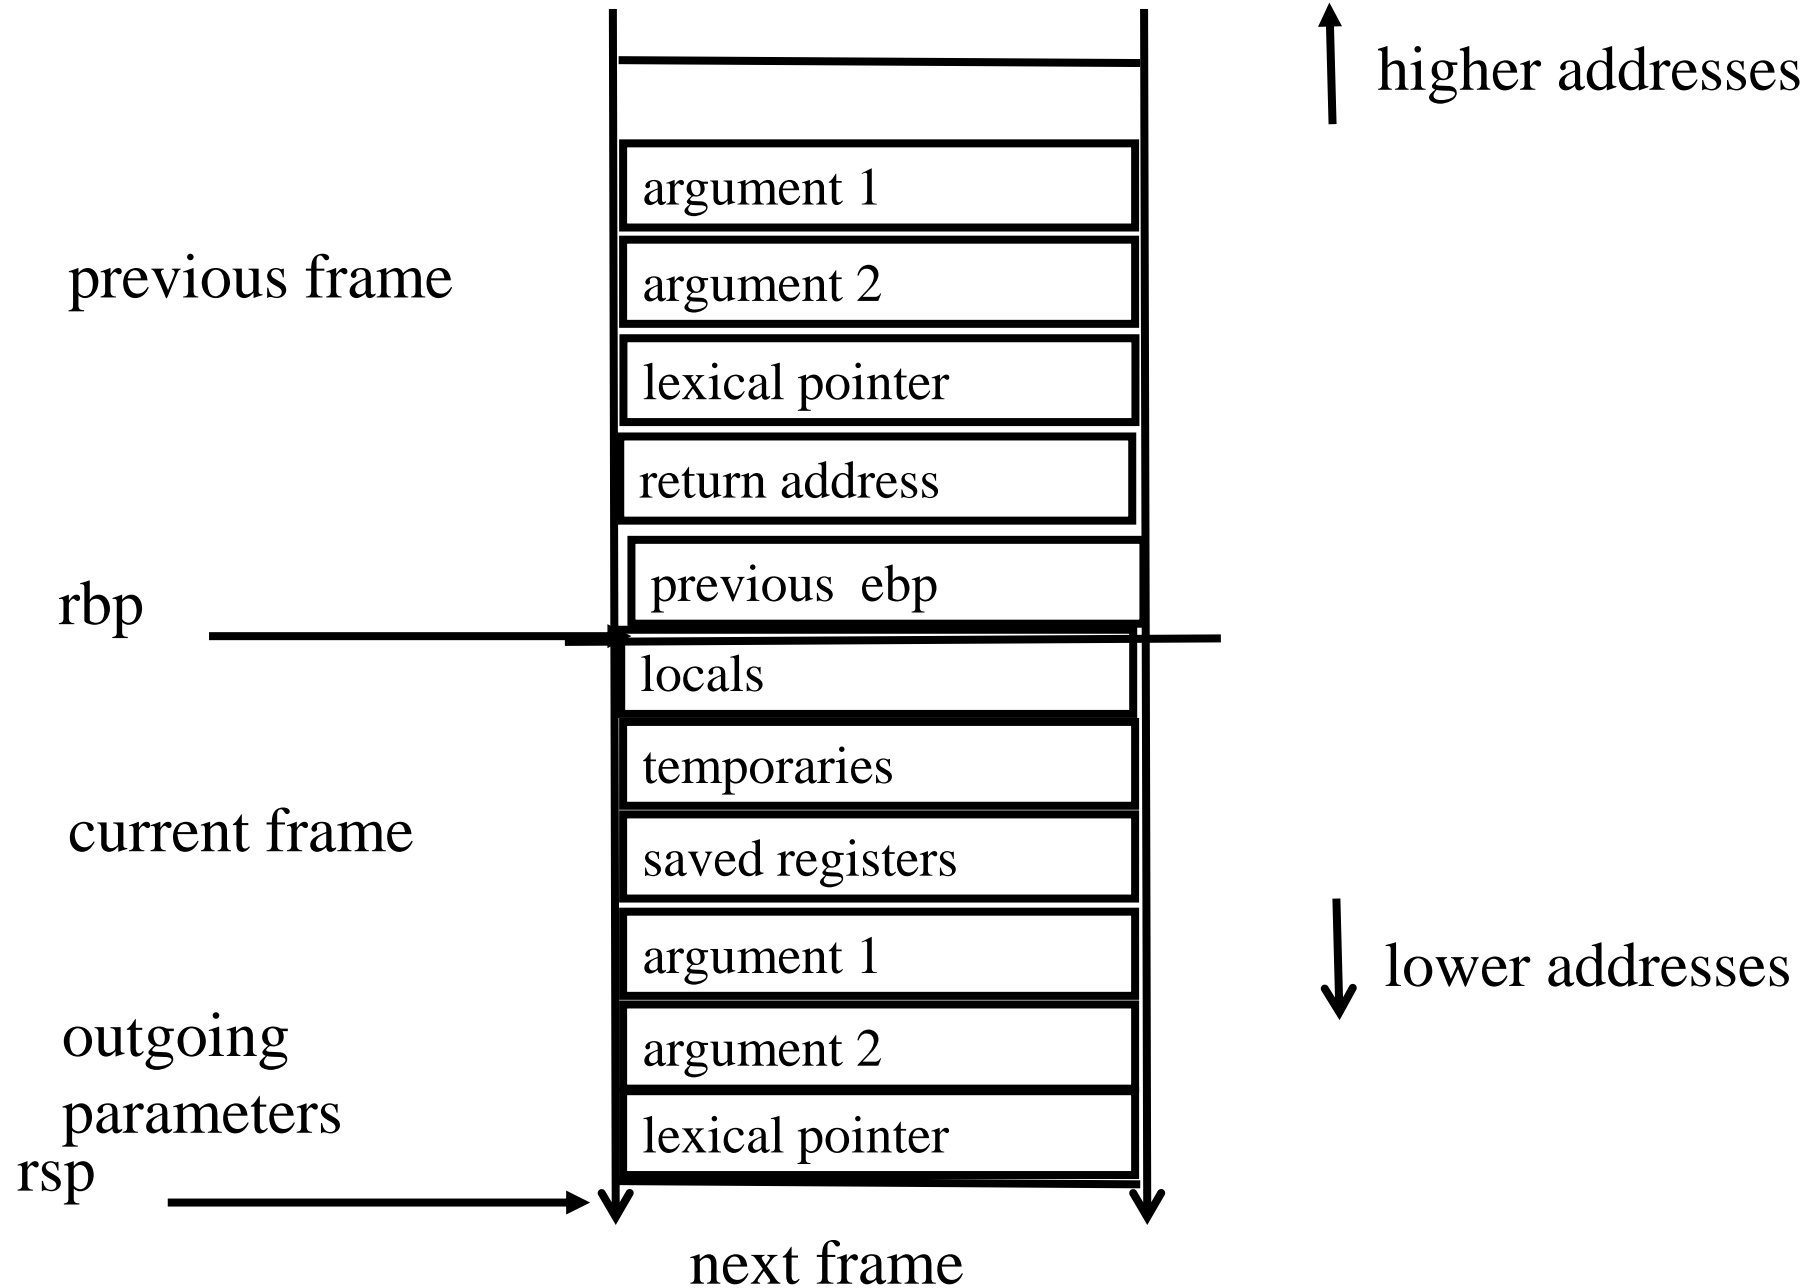 higher addresses
argument 1
previous frame
argument 2
lexical pointer
return address
previous ebp
rbp
locals
temporaries
current frame
saved registers
argument 1
lower addresses
outgoing
parameters
argument 2
lexical pointer
rsp
next frame